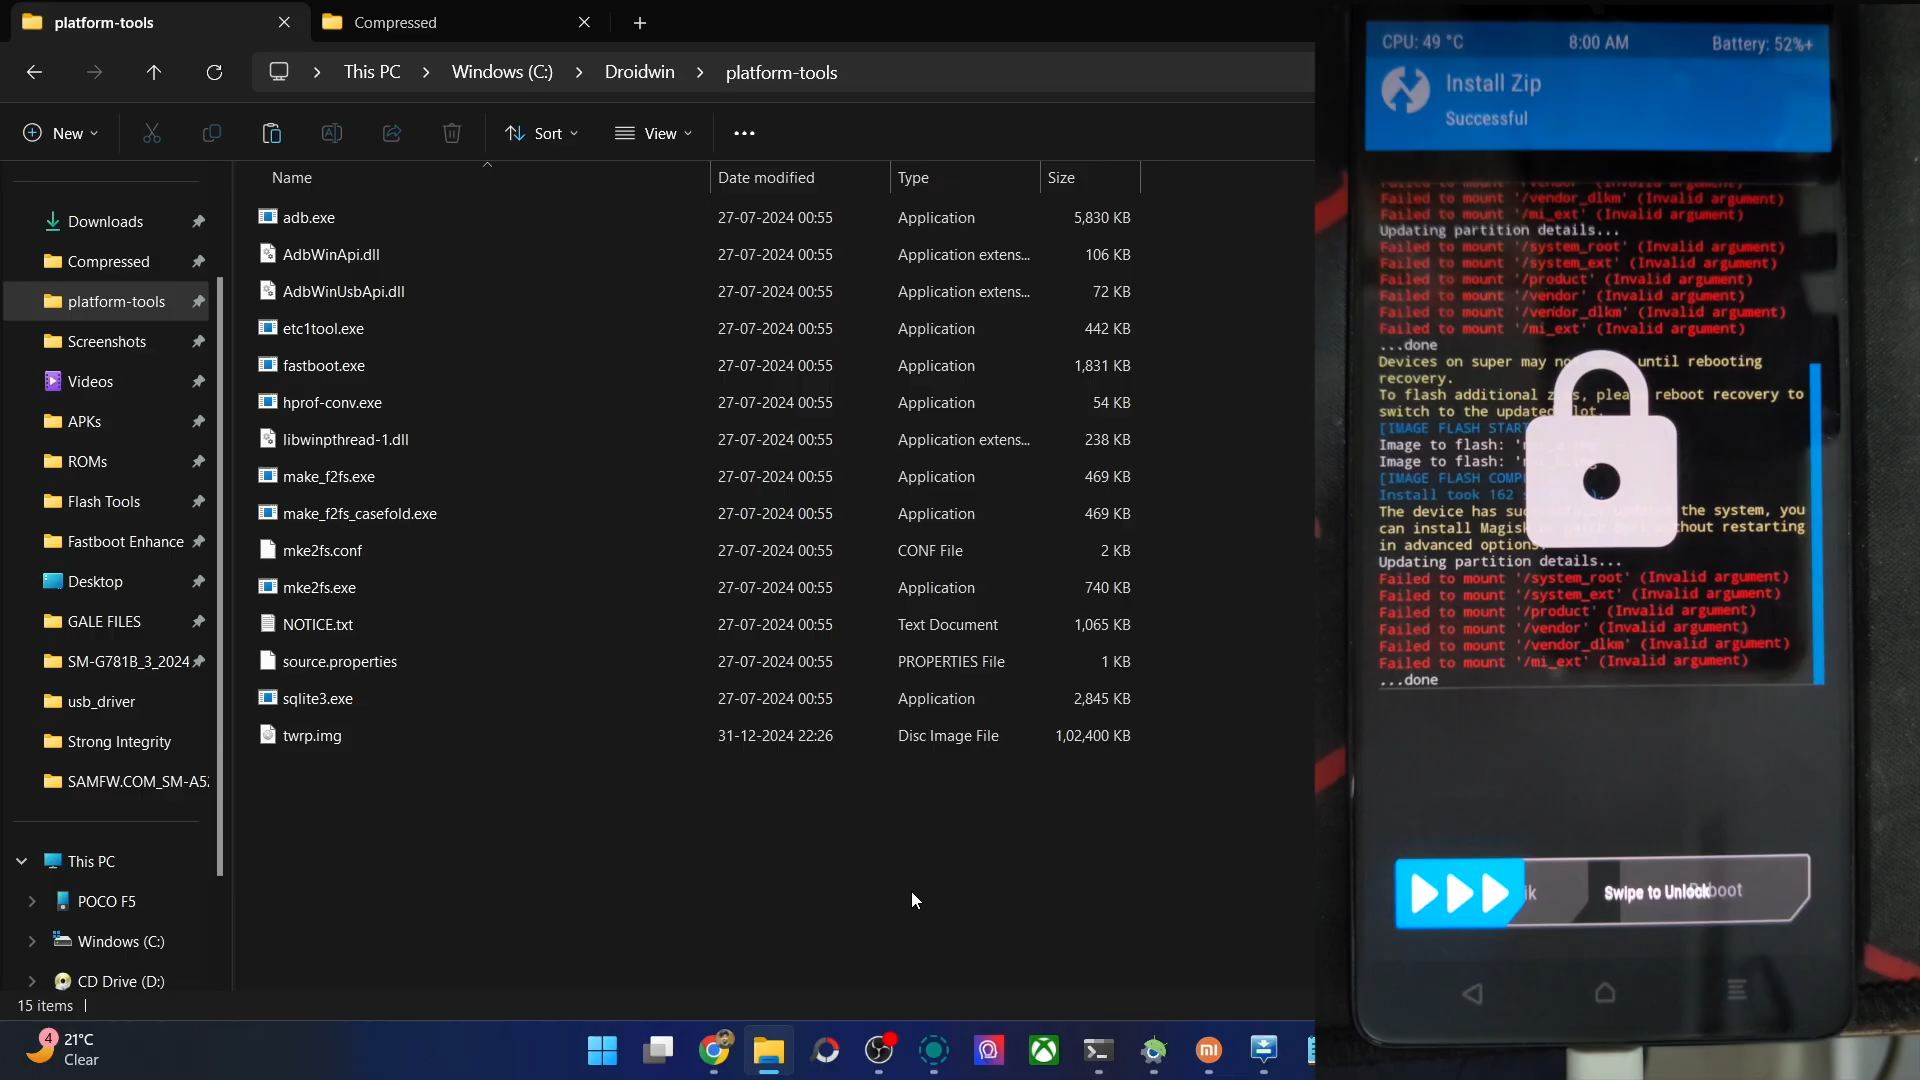 platform-tools
Compressed
This PC > Windows (C:) > Droidwin > platform-tools
New
Sort
View
Name
Date modified
Type
Size
Downloads
Compressed
platform-tools
Screenshots
Videos
APKs
ROMs
Flash Tools
Fastboot Enhance
Desktop
GALE FILES
SM-G781B_3_2024
usb_driver
Strong Integrity
SAMFW.COM_SM-A5
This PC
POCO F5
Windows (C:)
CD Drive (D:)
adb.exe 27-07-2024 00:55 Application 5,830 KB
AdbWinApi.dll 27-07-2024 00:55 Application extens... 106 KB
AdbWinUsbApi.dll 27-07-2024 00:55 Application extens... 72 KB
etc1tool.exe 27-07-2024 00:55 Application 442 KB
fastboot.exe 27-07-2024 00:55 Application 1,831 KB
hprof-conv.exe 27-07-2024 00:55 Application 54 KB
libwinpthread-1.dll 27-07-2024 00:55 Application extens... 238 KB
make_f2fs.exe 27-07-2024 00:55 Application 469 KB
make_f2fs_casefold.exe 27-07-2024 00:55 Application 469 KB
mke2fs.conf 27-07-2024 00:55 CONF File 2 KB
mke2fs.exe 27-07-2024 00:55 Application 740 KB
NOTICE.txt 27-07-2024 00:55 Text Document 1,065 KB
source.properties 27-07-2024 00:55 PROPERTIES File 1 KB
sqlite3.exe 27-07-2024 00:55 Application 2,845 KB
twrp.img 31-12-2024 22:26 Disc Image File 1,02,400 KB
15 items
4
21°C
Clear
mi
CPU: 49 °C 8:00 AM Battery: 52%+
Install Zip
Successful
Failed to mount '/vendor' (Invalid argument)
Failed to mount '/vendor_dlkm' (Invalid argument)
Failed to mount '/mi_ext' (Invalid argument)
Updating partition details...
Failed to mount '/system_root' (Invalid argument)
Failed to mount '/system_ext' (Invalid argument)
Failed to mount '/product' (Invalid argument)
Failed to mount '/vendor' (Invalid argument)
Failed to mount '/vendor_dlkm' (Invalid argument)
Failed to mount '/mi_ext' (Invalid argument)
...done
Devices on super may until rebooting
recovery.
To flash additional reboot recovery to
switch to the updated
[IMAGE FLASH
Image to flash:
Image to flash:
[IMAGE FLASH
Install took 162
The device has the system, you
can install Magisk restarting
in advanced options
Updating partition details...
Failed to mount '/system_root' (Invalid argument)
Failed to mount '/system_ext' (Invalid argument)
Failed to mount '/product' (Invalid argument)
Failed to mount '/vendor' (Invalid argument)
Failed to mount '/vendor_dlkm' (Invalid argument)
Failed to mount '/mi_ext' (Invalid argument)
...done
Swipe to Unlock